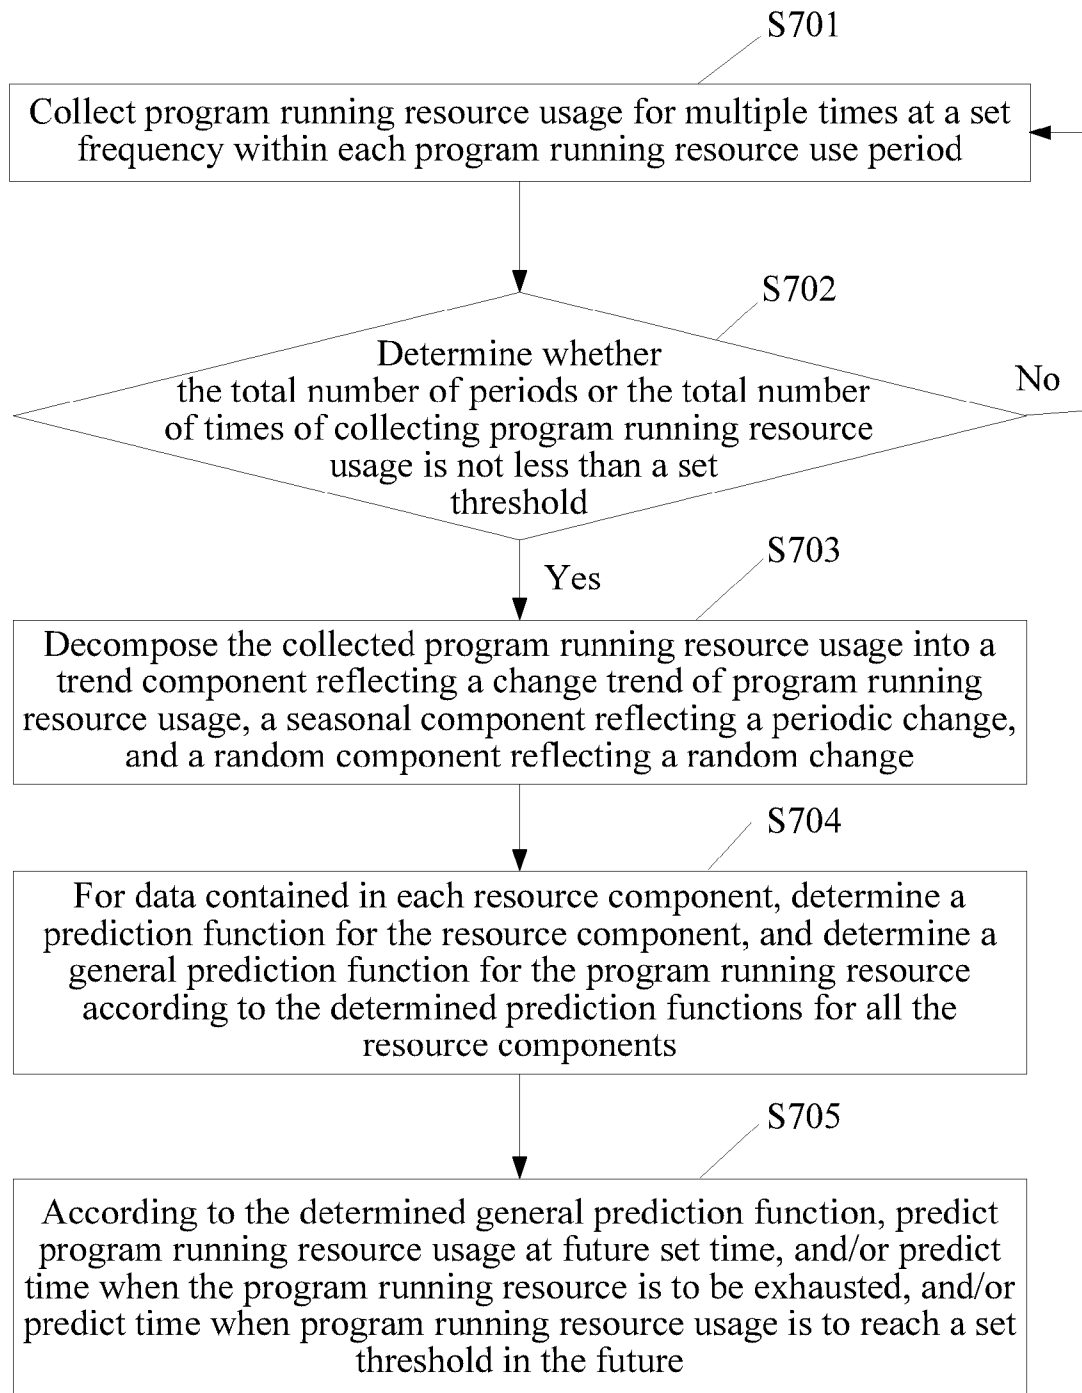 S701
Collect program running resource usage for multiple times at a set
frequency within each program running resource use period
S702
Determine whether
the total number of periods or the total number
of times of collecting program running resource
usage is not less than a set
threshold
No
S703
Yes
Decompose the collected program running resource usage into a
trend component reflecting a change trend of program running
resource usage, a seasonal component reflecting a periodic change,
and a random component reflecting a random change
S704
For data contained in each resource component, determine a
prediction function for the resource component, and determine a
general prediction function for the program running resource
according to the determined prediction functions for all the
resource components
S705
According to the determined general prediction function, predict
program running resource usage at future set time, and/or predict
time when the program running resource is to be exhausted, and/or
predict time when program running resource usage is to reach a set
threshold in the future